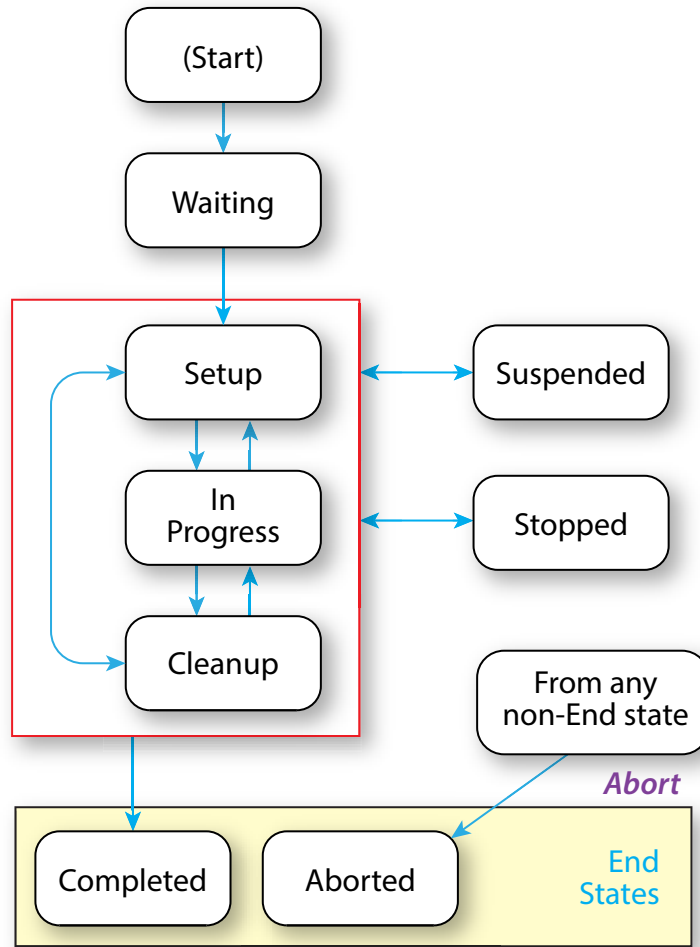 (Start)
Waiting
Setup
Suspended
In
Progress
Stopped
Cleanup
From any
non-End state
Abort
Completed
Aborted
End
States